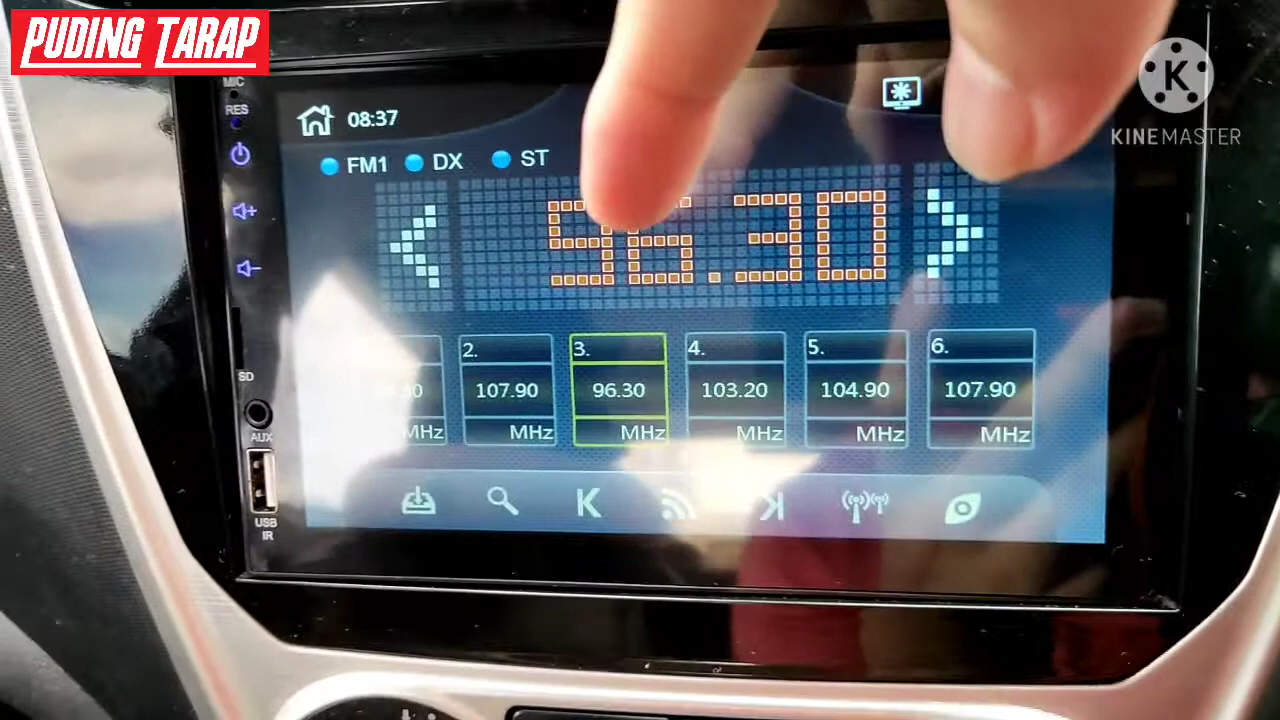 PUDING TARAP
KINEMASTER
K
MIC
RES
08:37
FM1 DX ST
96.30
2. 3. 4. 5. 6.
107.90 96.30 103.20 104.90 107.90
MHz MHz MHz MHz MHz MHz
SD
AUX
USB
IR